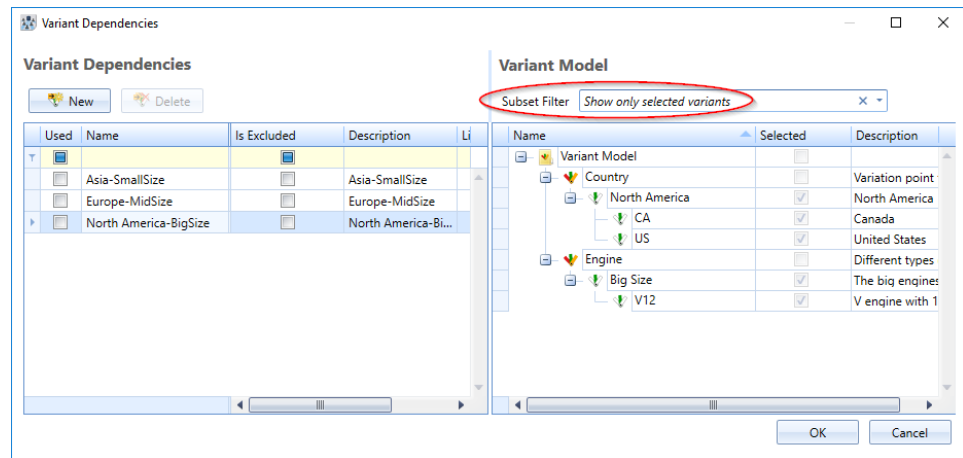 Variant Dependencies
Variant Dependencies
New
Delete
Used Name Is Excluded Description Li
Asia-SmallSize Asia-SmallSize
Europe-MidSize Europe-MidSize
North America-BigSize North America-Bi...
Variant Model
Subset Filter Show only selected variants
Name Selected Description
Variant Model
Country Variation point
North America North America
CA Canada
US United States
Engine Different types
Big Size The big engines
V12 V engine with 1
OK Cancel